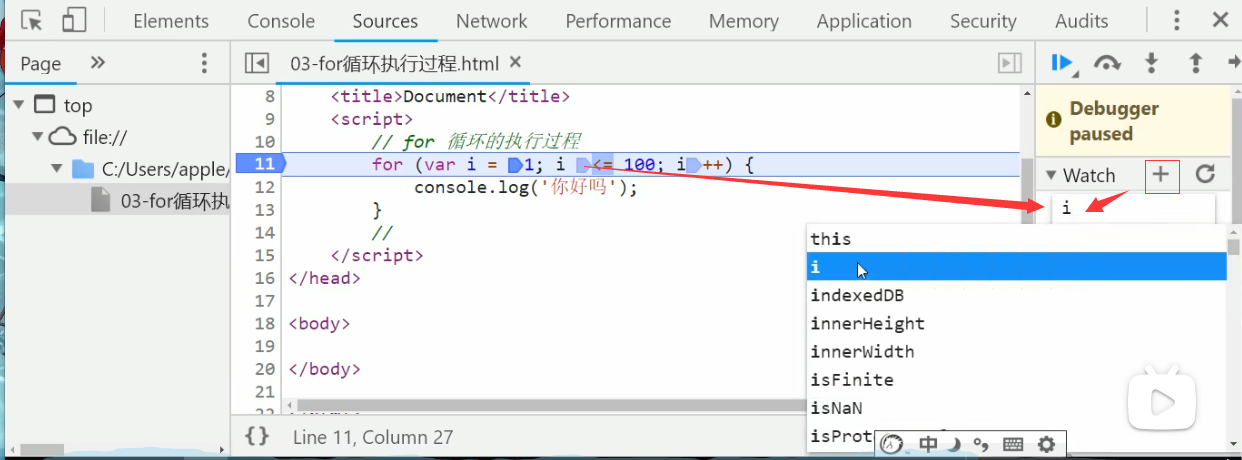 Elements Console Sources Network Performance Memory Application Security Audits
Page 03-for循环执行过程.html
top
file://
C:/Users/apple/
03-for循环执
8 <title>Document</title>
9 <script>
10 // for 循环的执行过程
11 for (var i = 1; i <= 100; i ++) {
12 console.log('你好吗');
13 }
14 //
15 </script>
16 </head>
17
18 <body>
19
20 </body>
21
{} Line 11, Column 27
Debugger
paused
Watch
i
this
i
indexedDB
innerHeight
innerWidth
isFinite
isNaN
isProt
中